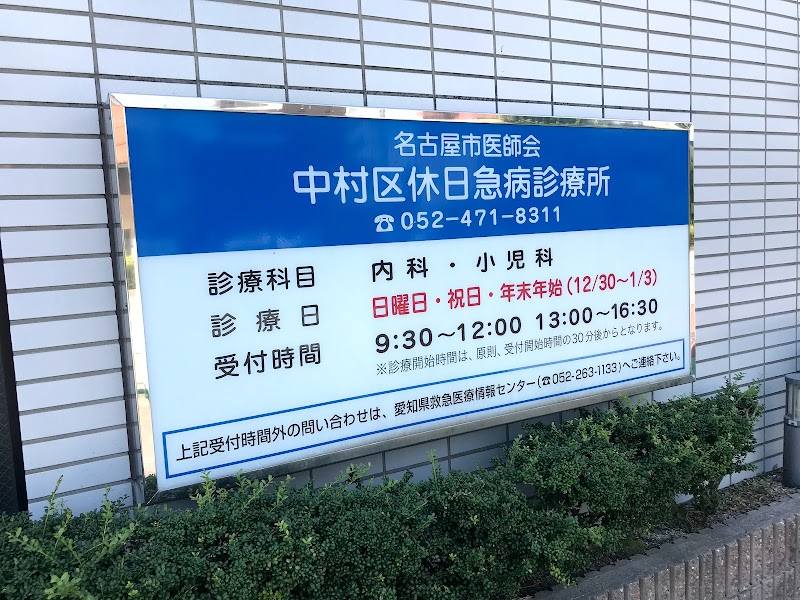 名古屋市医師会
中村区休日急病診療所
☎052-471-8311
診療科目 内科・小児科
診療日 日曜日・祝日・年末年始(12/30〜1/3)
受付時間 9:30〜12:00 13:00〜16:30
※診療開始時間は、原則、受付開始時間の30分後からとなります。
上記受付時間外の問い合わせは、愛知県救急医療情報センター(☎052-263-1133)へご連絡下さい。